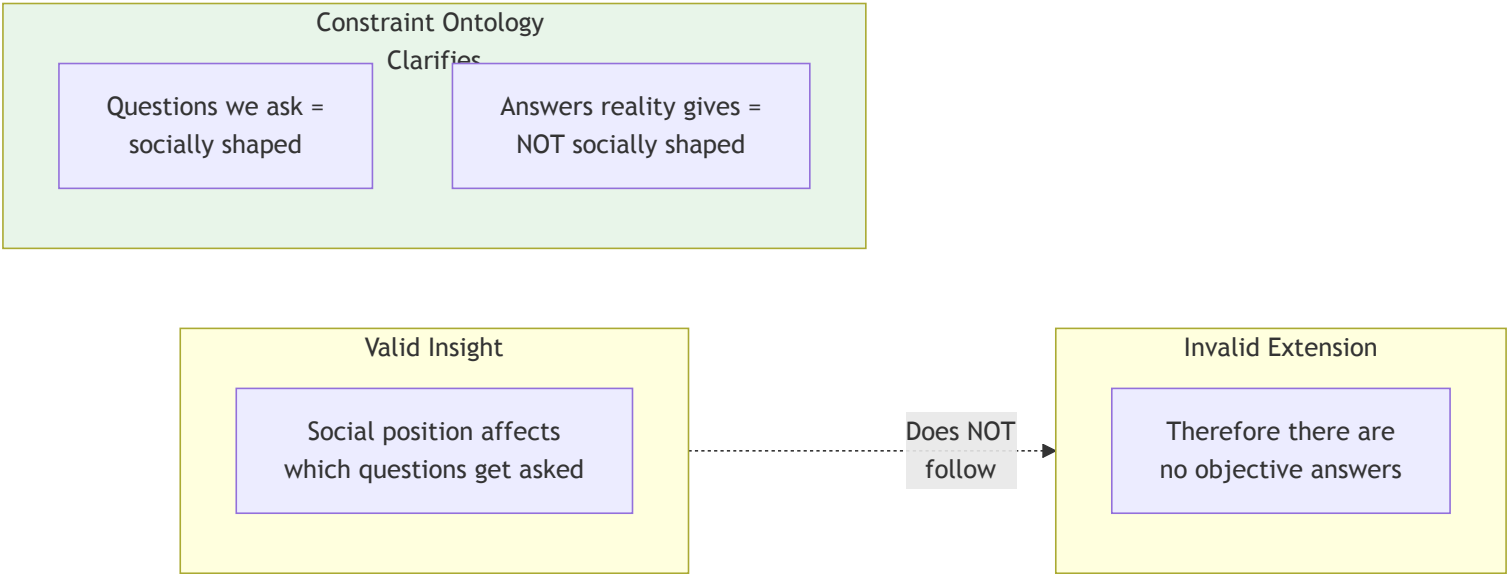 Constraint Ontology
Clarifies
Questions we ask =
socially shaped
Answers reality gives =
NOT socially shaped
Valid Insight
Social position affects
which questions get asked
Does NOT
follow
Invalid Extension
Therefore there are
no objective answers